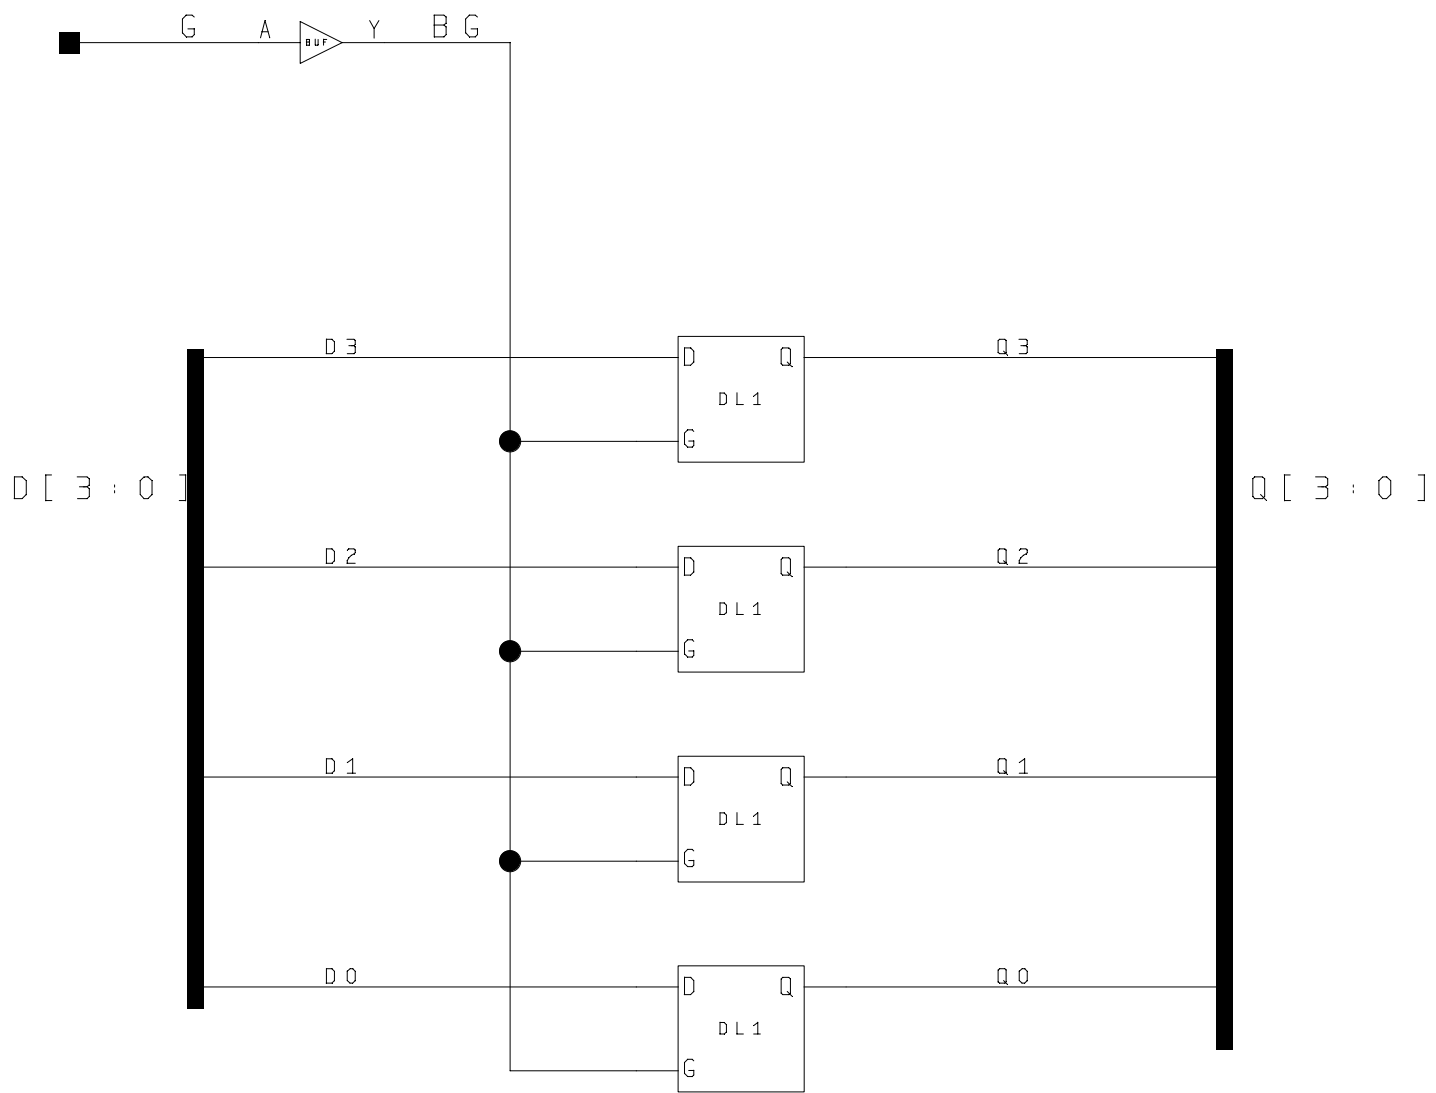 G A BUF Y BG
D3 D Q Q3
DL1
G
D[3:0] Q[3:0]
D2 D Q Q2
DL1
G
D1 D Q Q1
DL1
G
D0 D Q Q0
DL1
G